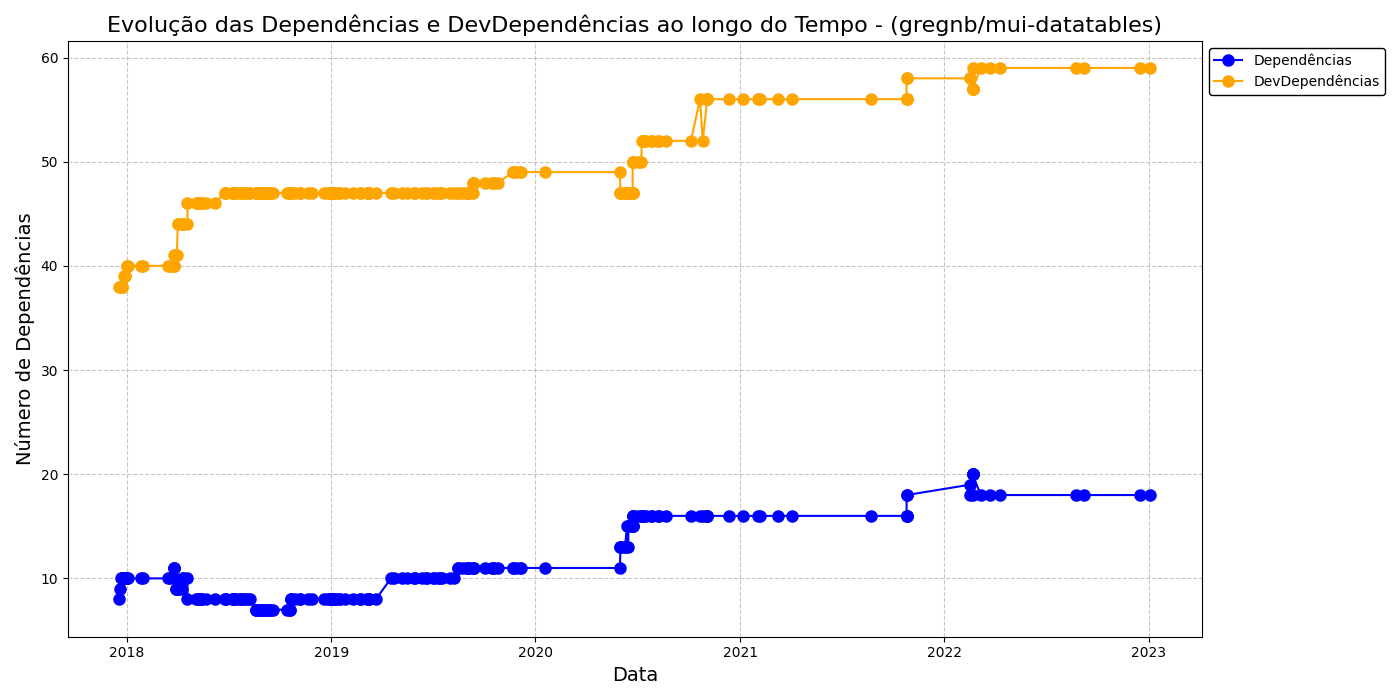 Evolução das Dependências e DevDependências ao longo do Tempo - (gregnb/mui-datatables)
Dependências
DevDependências
Número de Dependências
60
50
40
30
20
10
2018
2019
2020
2021
2022
2023
Data